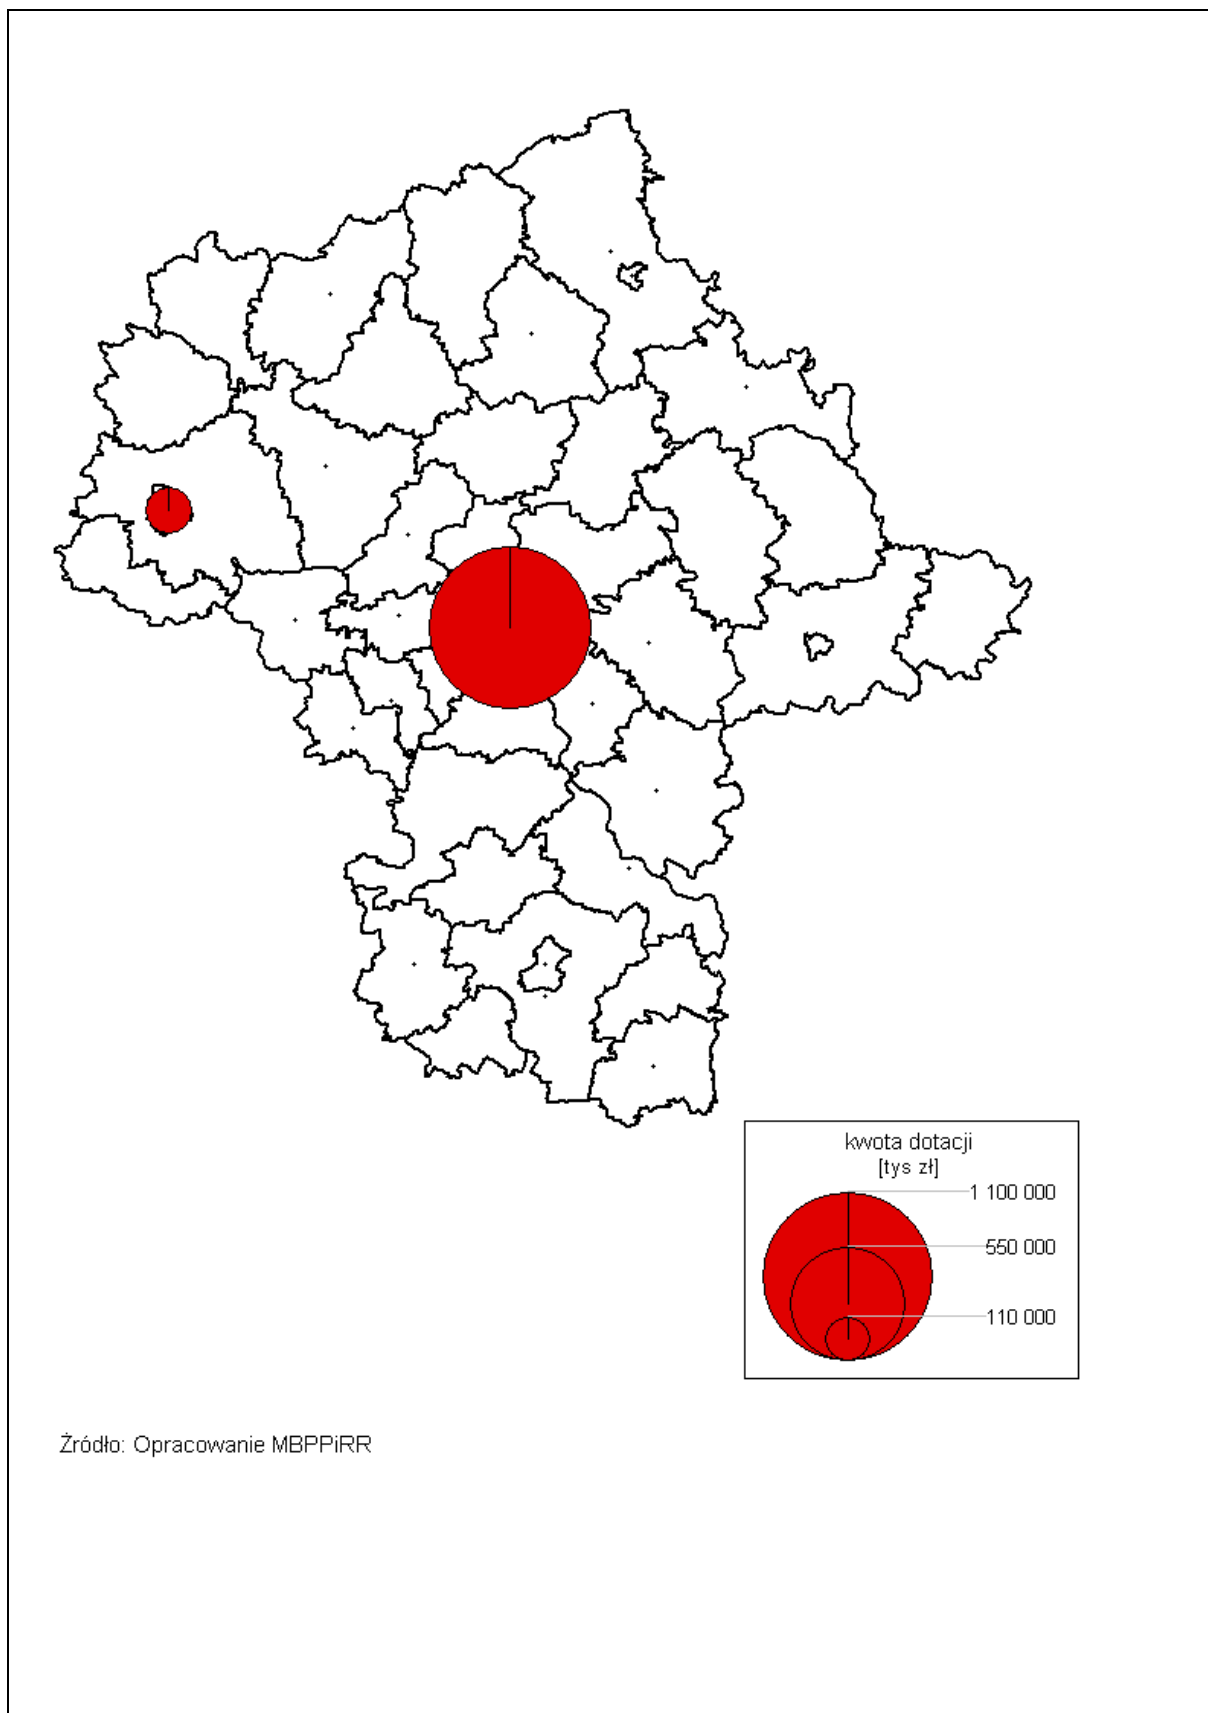 kwota dotacji
[tys zł]
1 100 000
550 000
110 000
Źródło: Opracowanie MBPPiRR